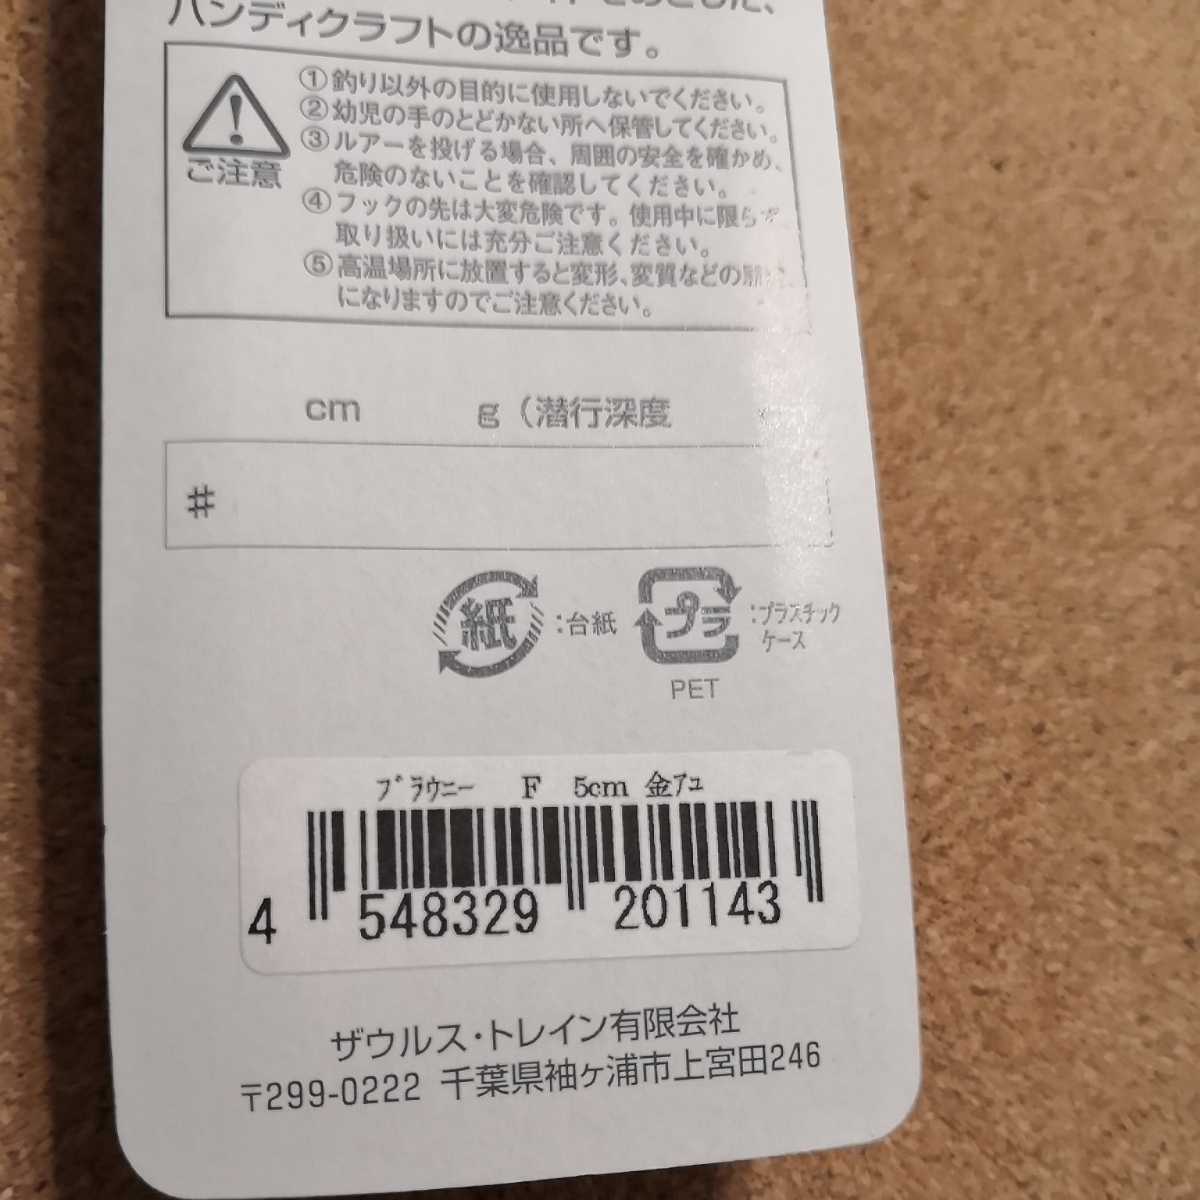 ハンディクラフトの逸品です。
①釣り以外の目的に使用しないでください。
②幼児の手のとどかない所へ保管してください。
③ルアーを投げる場合、周囲の安全を確かめ、
危険のないことを確認してください。
④フックの先は大変危険です。使用中に限らず
取り扱いには充分ご注意ください。
⑤高温場所に放置すると変形、変質などの
になりますのでご注意ください。
ご注意
cm g（潜行深度
#
紙 :台紙
プラ :プラスチック
ケース
PET
ブラウニー F 5cm 金アユ
4 548329 201143
ザウルス・トレイン有限会社
〒299-0222 千葉県袖ヶ浦市上宮田246